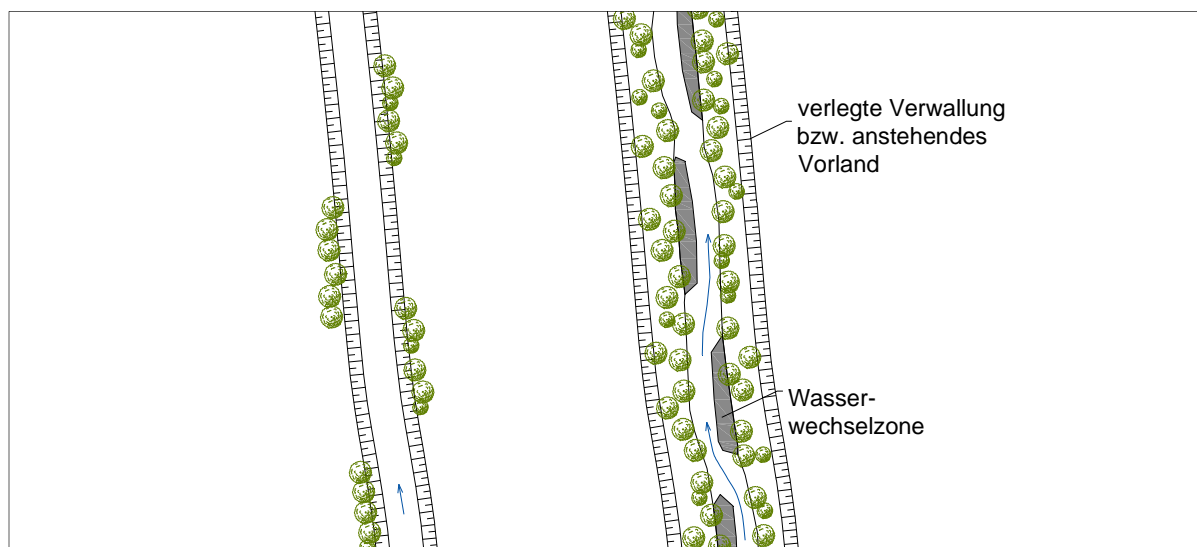 verlegte Verwallung
bzw. anstehendes
Vorland
Wasser-
wechselzone